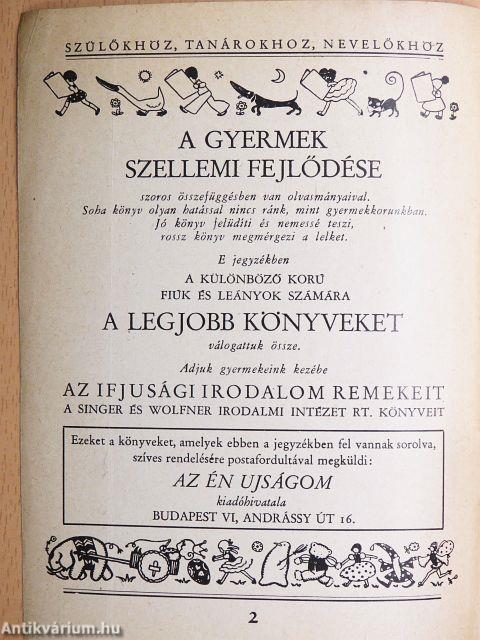 SZÜLŐKHÖZ, TANÁROKHOZ, NEVELŐKHÖZ
A GYERMEK
SZELLEMI FEJLŐDÉSE
szoros összefüggésben van olvasmányaival.
Soha könyv olyan hatással nincs ránk, mint gyermekkorunkban.
Jó könyv felüdíti és nemessé teszi,
rossz könyv megmérgezi a lelket.
E jegyzékben
A KÜLÖNBÖZŐ KORÚ
FIÚK ÉS LEÁNYOK SZÁMÁRA
A LEGJOBB KÖNYVEKET
válogattuk össze.
Adjuk gyermekeink kezébe
AZ IFJUSÁGI IRODALOM REMEKEIT
A SINGER ÉS WOLFNER IRODALMI INTÉZET RT. KÖNYVEIT
Ezeket a könyveket, amelyek ebben a jegyzékben fel vannak sorolva,
szíves rendelésére postafordultával megküldi:
AZ ÉN UJSÁGOM
kiadóhivatala
BUDAPEST VI, ANDRÁSSY ÚT 16.
2
Antikvárium.hu